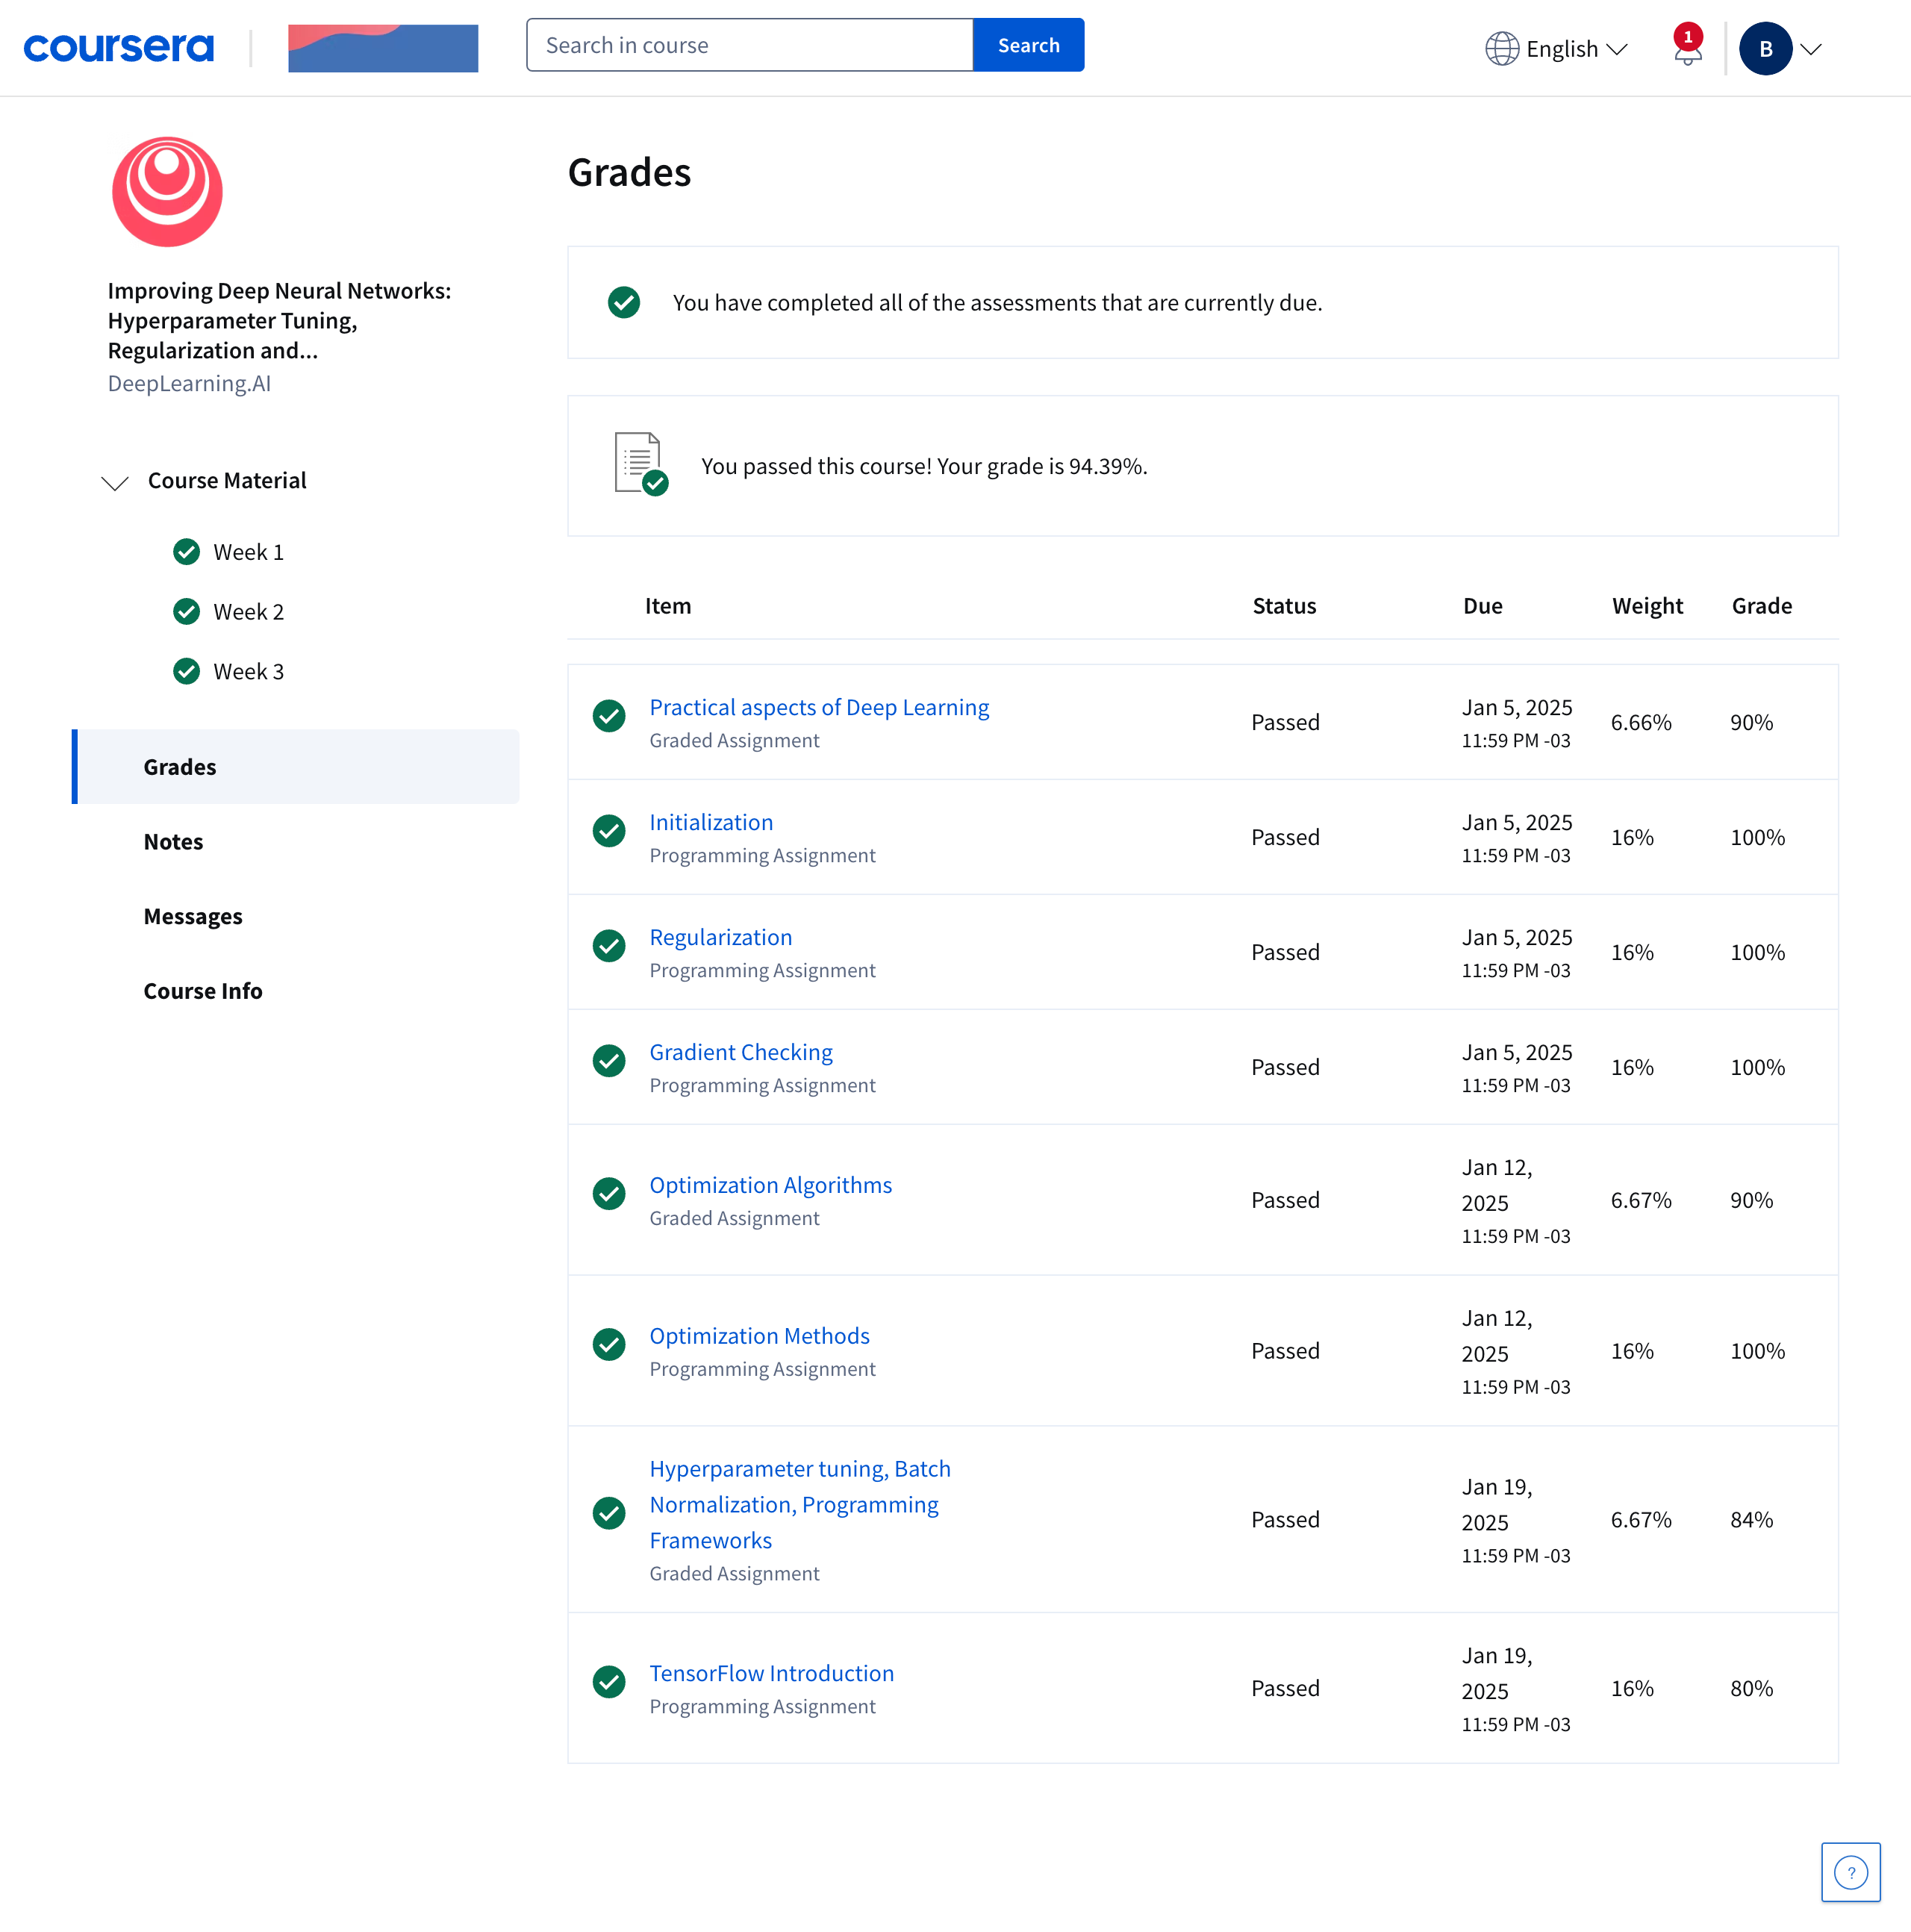 coursera
Search in course
Search
English
1
B
Improving Deep Neural Networks:
Hyperparameter Tuning,
Regularization and...
DeepLearning.AI
Course Material
Week 1
Week 2
Week 3
Grades
Notes
Messages
Course Info
Grades
You have completed all of the assessments that are currently due.
You passed this course! Your grade is 94.39%.
Item Status Due Weight Grade
Practical aspects of Deep Learning
Graded Assignment
Passed
Jan 5, 2025
11:59 PM -03
6.66%
90%
Initialization
Programming Assignment
Passed
Jan 5, 2025
11:59 PM -03
16%
100%
Regularization
Programming Assignment
Passed
Jan 5, 2025
11:59 PM -03
16%
100%
Gradient Checking
Programming Assignment
Passed
Jan 5, 2025
11:59 PM -03
16%
100%
Optimization Algorithms
Graded Assignment
Passed
Jan 12,
2025
11:59 PM -03
6.67%
90%
Optimization Methods
Programming Assignment
Passed
Jan 12,
2025
11:59 PM -03
16%
100%
Hyperparameter tuning, Batch
Normalization, Programming
Frameworks
Graded Assignment
Passed
Jan 19,
2025
11:59 PM -03
6.67%
84%
TensorFlow Introduction
Programming Assignment
Passed
Jan 19,
2025
11:59 PM -03
16%
80%
?